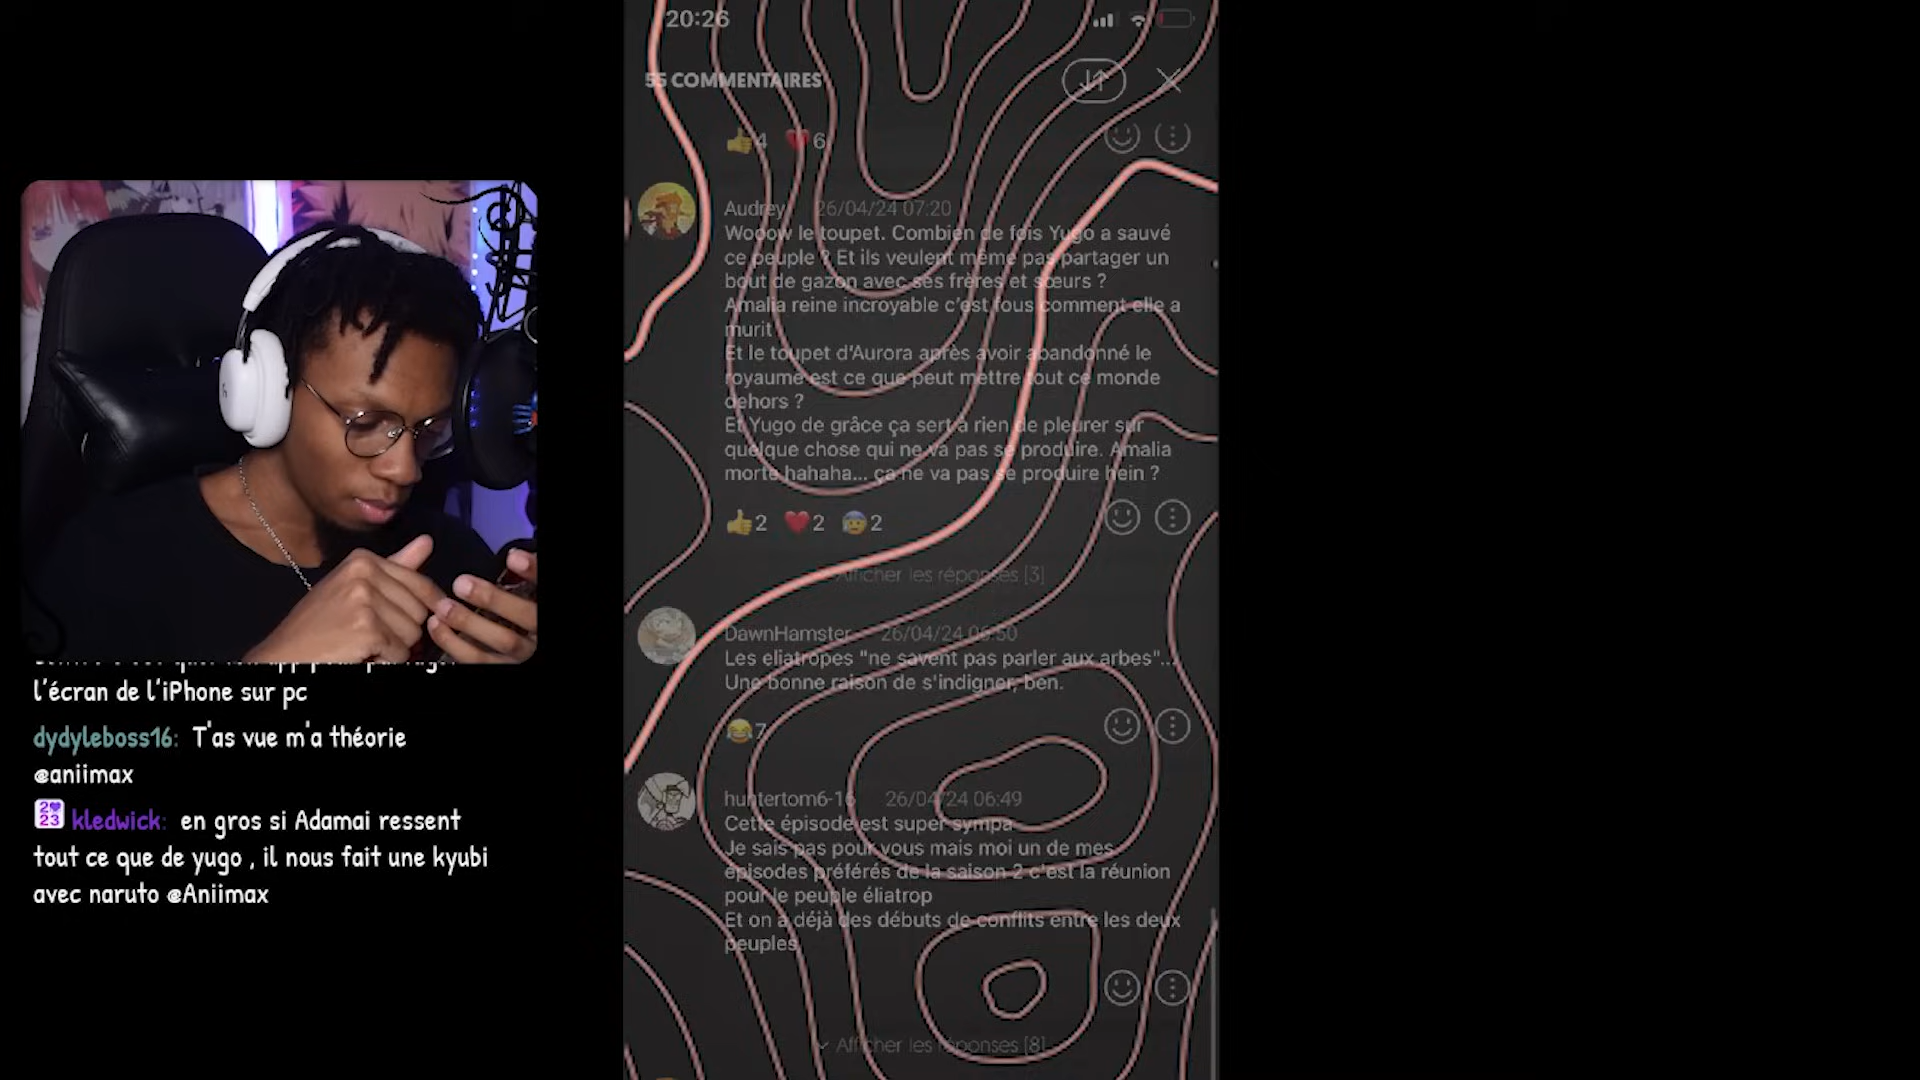 20:26
55 COMMENTAIRES
4 6
Audrey 26/04/24 07:20
Wooow le toupet. Combien de fois Yugo a sauvé
ce peuple ? Et ils veulent même pas partager un
bout de gazon avec ses frères et sœurs ?
Amalia reine incroyable c'est fous comment elle a
murit
Et le toupet d'Aurora après avoir abandonné le
royaume est ce que peut mettre tout ce monde
dehors ?
Et Yugo de grâce ça sert à rien de pleurer sur
quelque chose qui ne va pas se produire. Amalia
morte hahaha... ça ne va pas se produire hein ?
2 2 2
Afficher les réponses [3]
DawnHamster 26/04/24 06:50
Les eliatropes "ne savent pas parler aux arbes"...
Une bonne raison de s'indigner, ben.
7
huntertom6-16 26/04/24 06:49
Cette épisode est super sympa
Je sais pas pour vous mais moi un de mes
épisodes préférés de la saison 2 c'est la réunion
pour le peuple éliatrop
Et on a déjà des débuts de conflits entre les deux
peuples
Afficher les réponses [8]
l'écran de l'iPhone sur pc
dydyleboss16: T'as vue m'a théorie
@aniimax
2 23 kledwick: en gros si Adamai ressent
tout ce que de yugo , il nous fait une kyubi
avec naruto @Aniimax